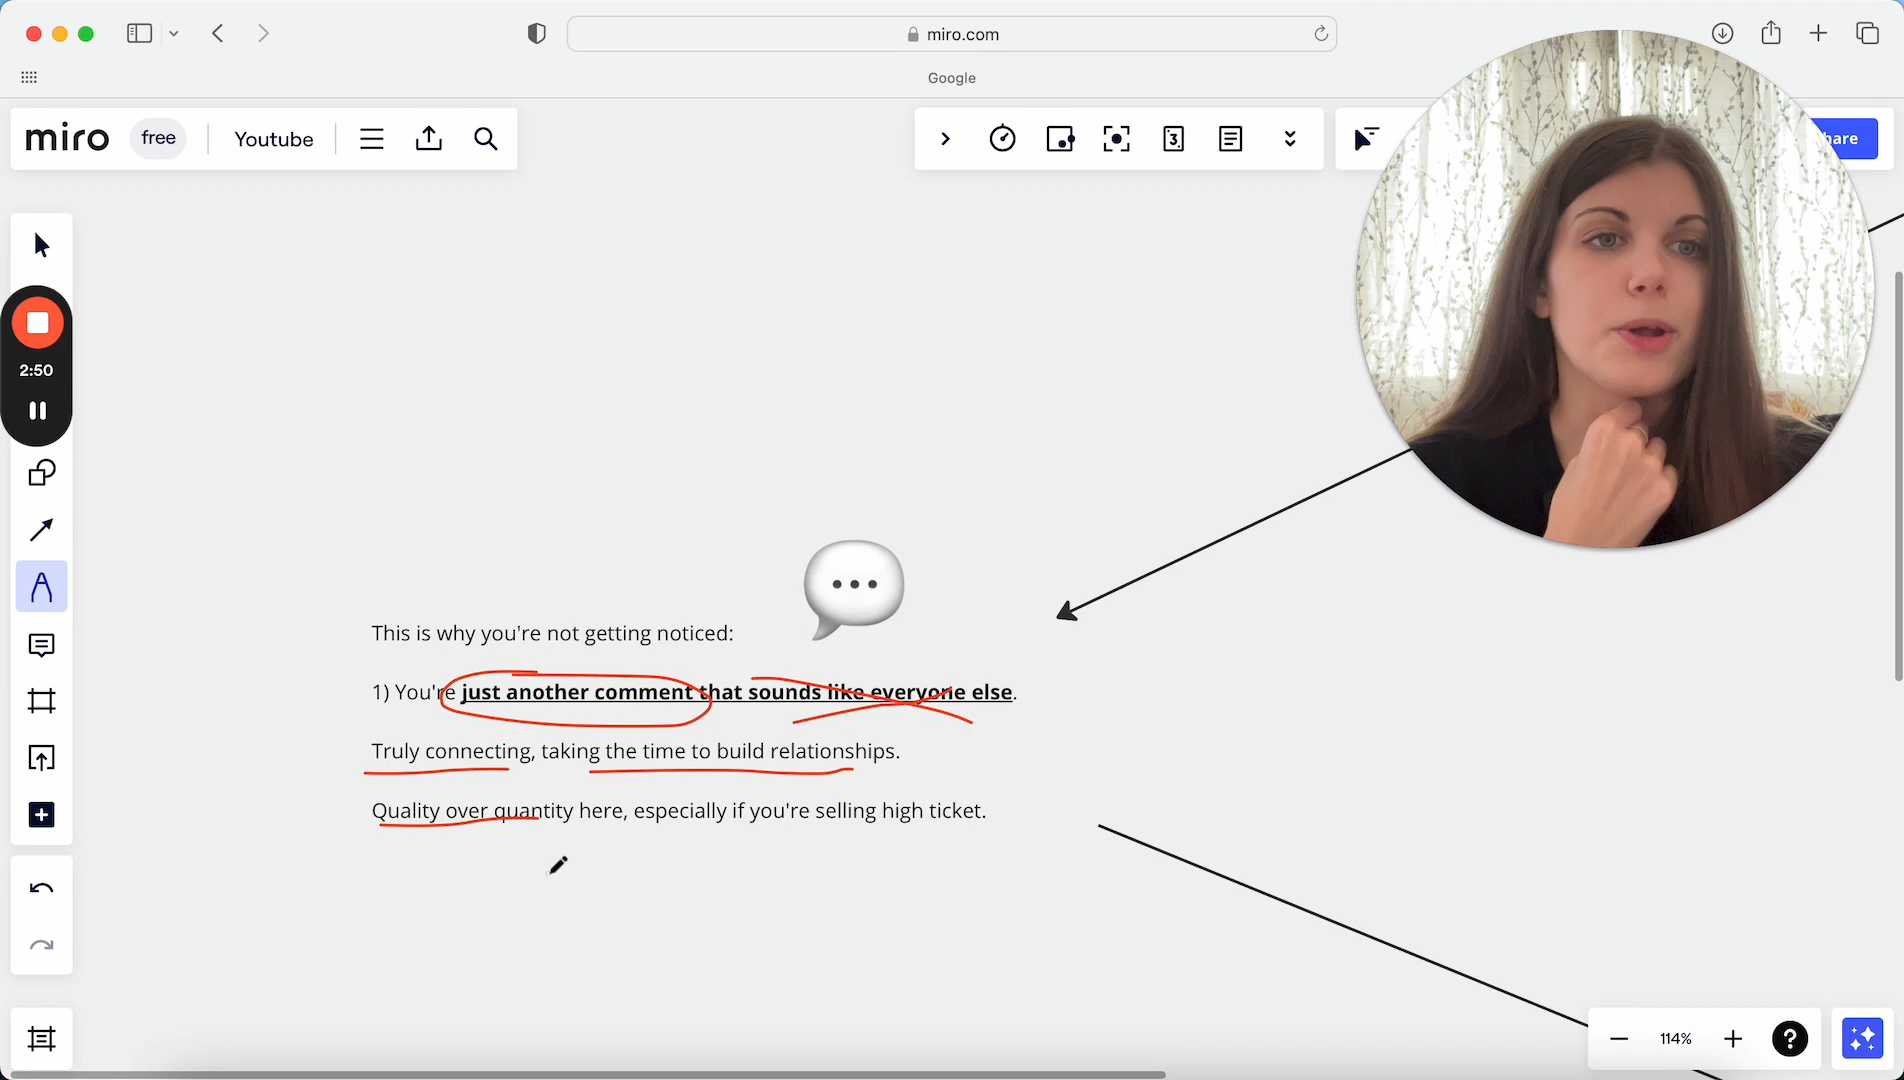 miro.com
Google
miro free Youtube
3
are
2:50
This is why you're not getting noticed:
1) You're just another comment that sounds like everyone else.
Truly connecting, taking the time to build relationships.
Quality over quantity here, especially if you're selling high ticket.
114% ?